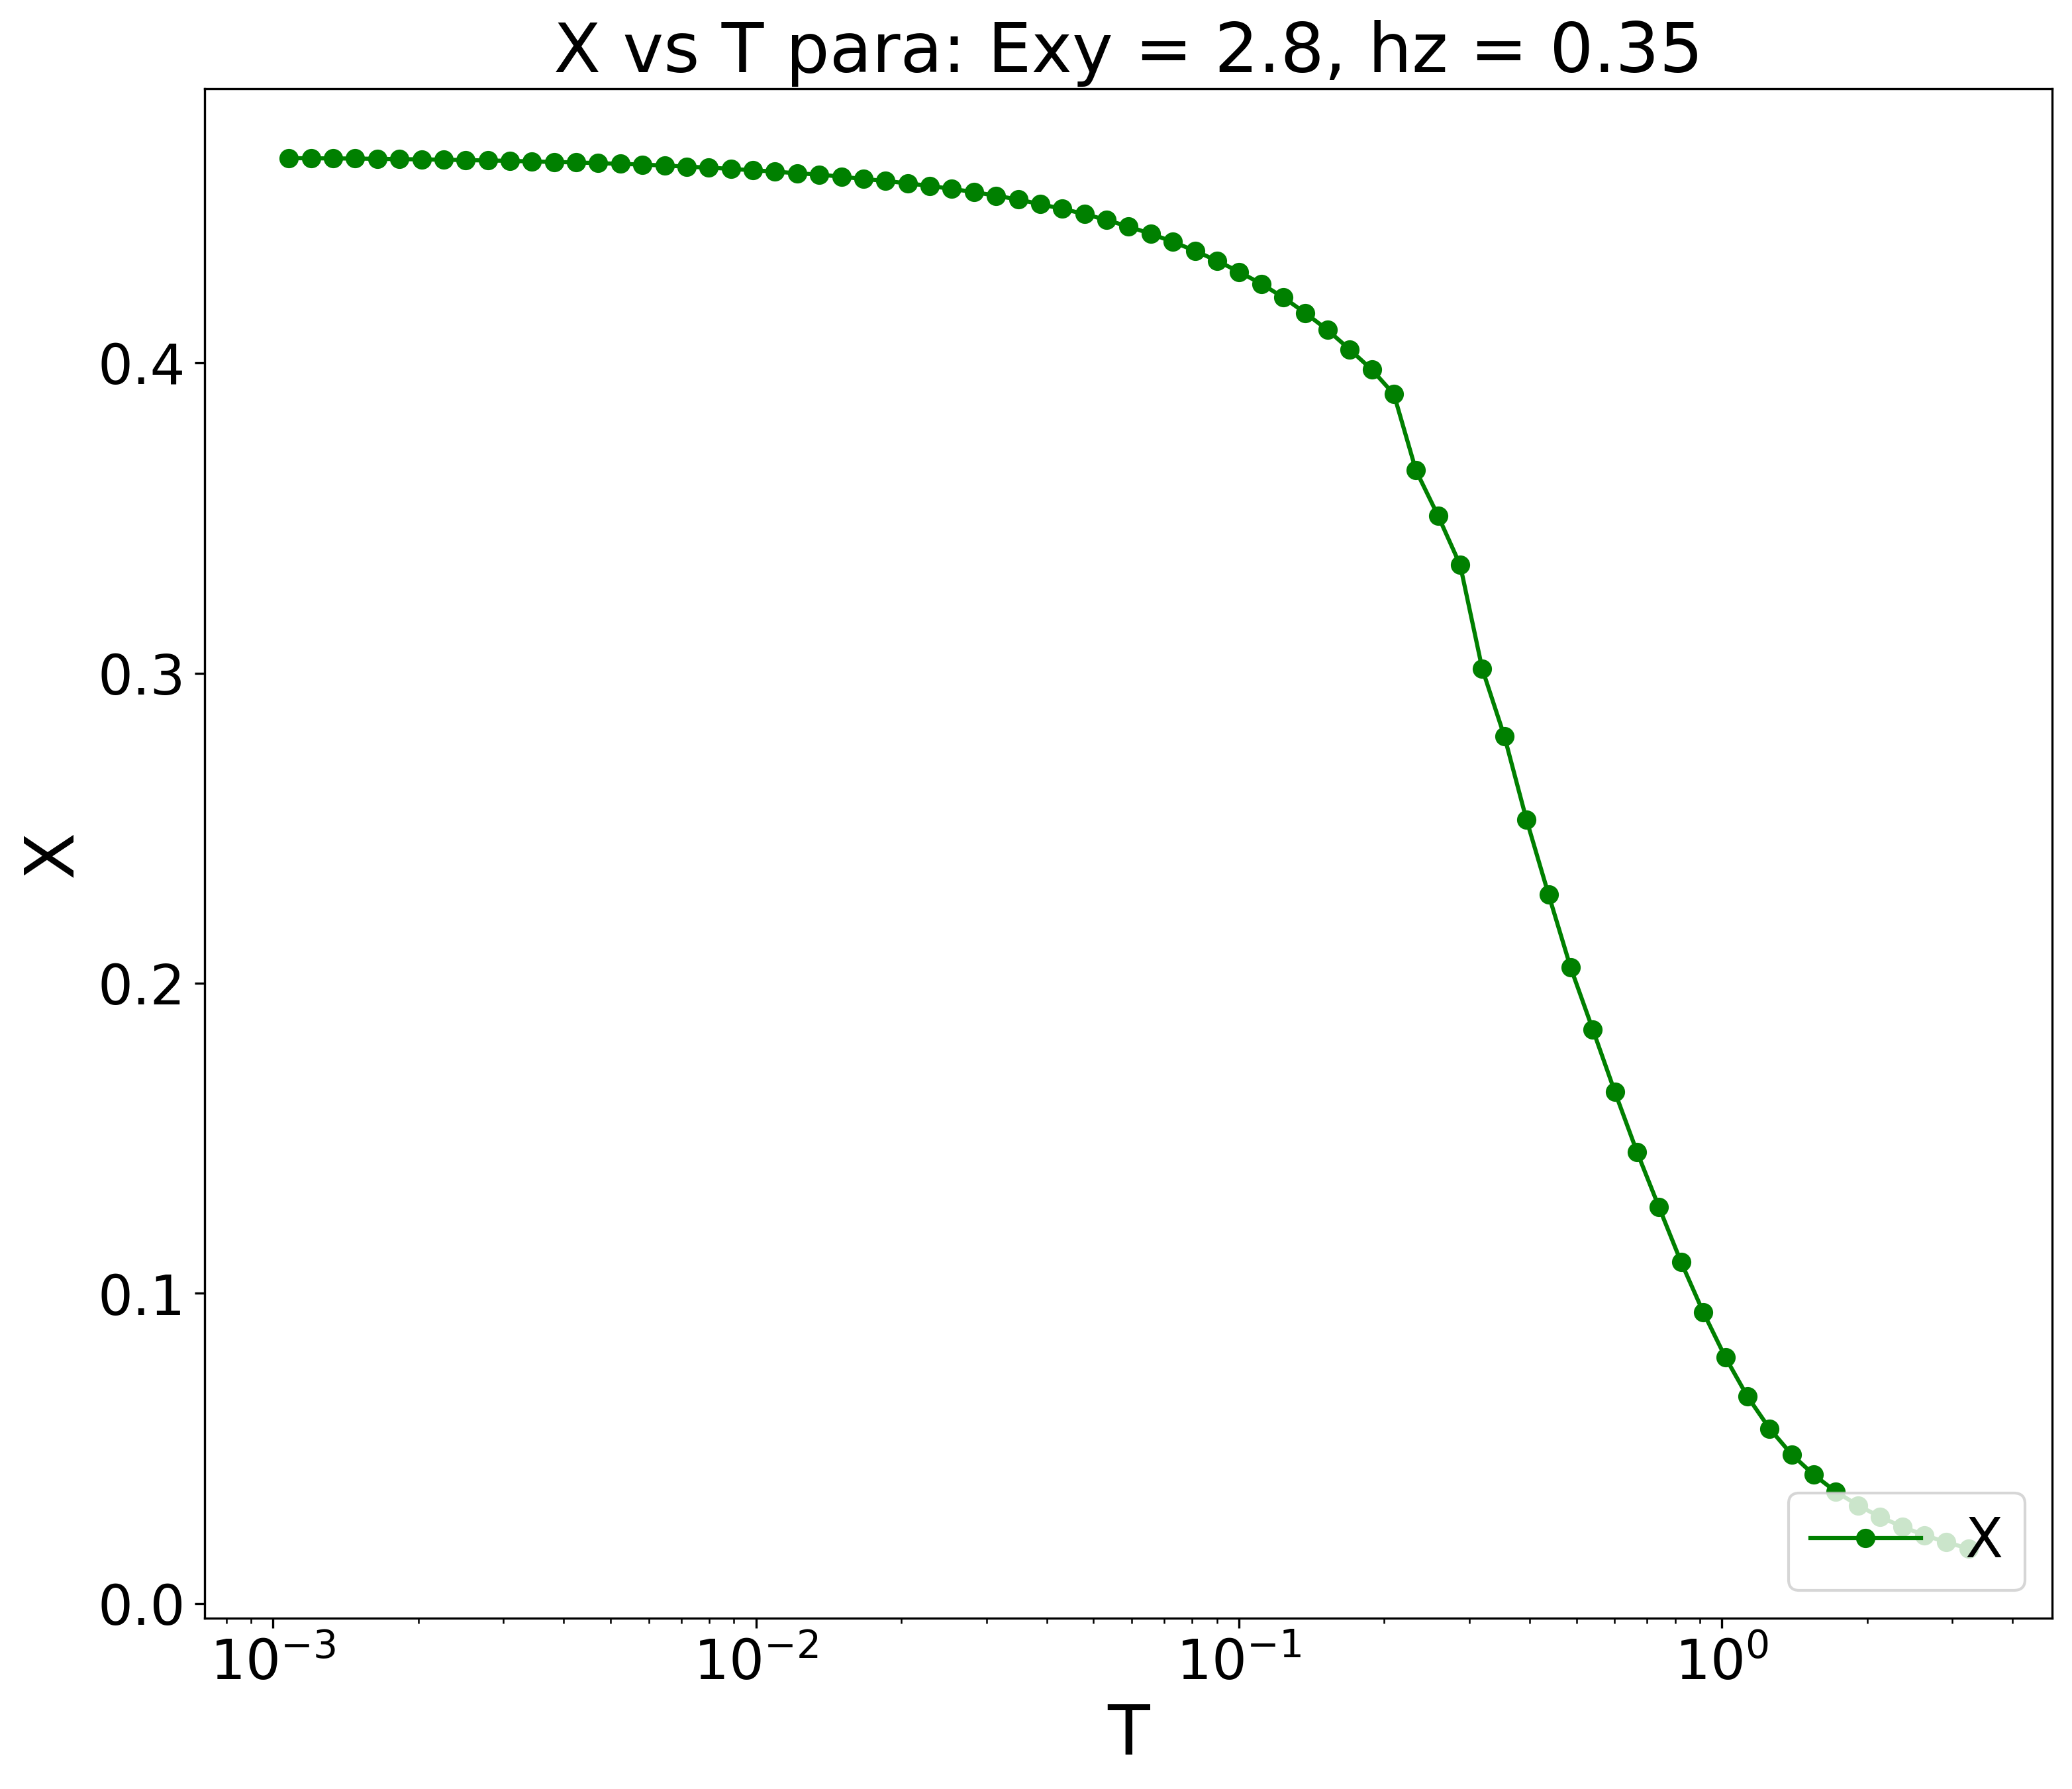 X vs T para: Exy = 2.8, hz = 0.35
X
0.4
0.3
0.2
0.1
0.0
10⁻³ 10⁻² 10⁻¹ 10⁰
T
X